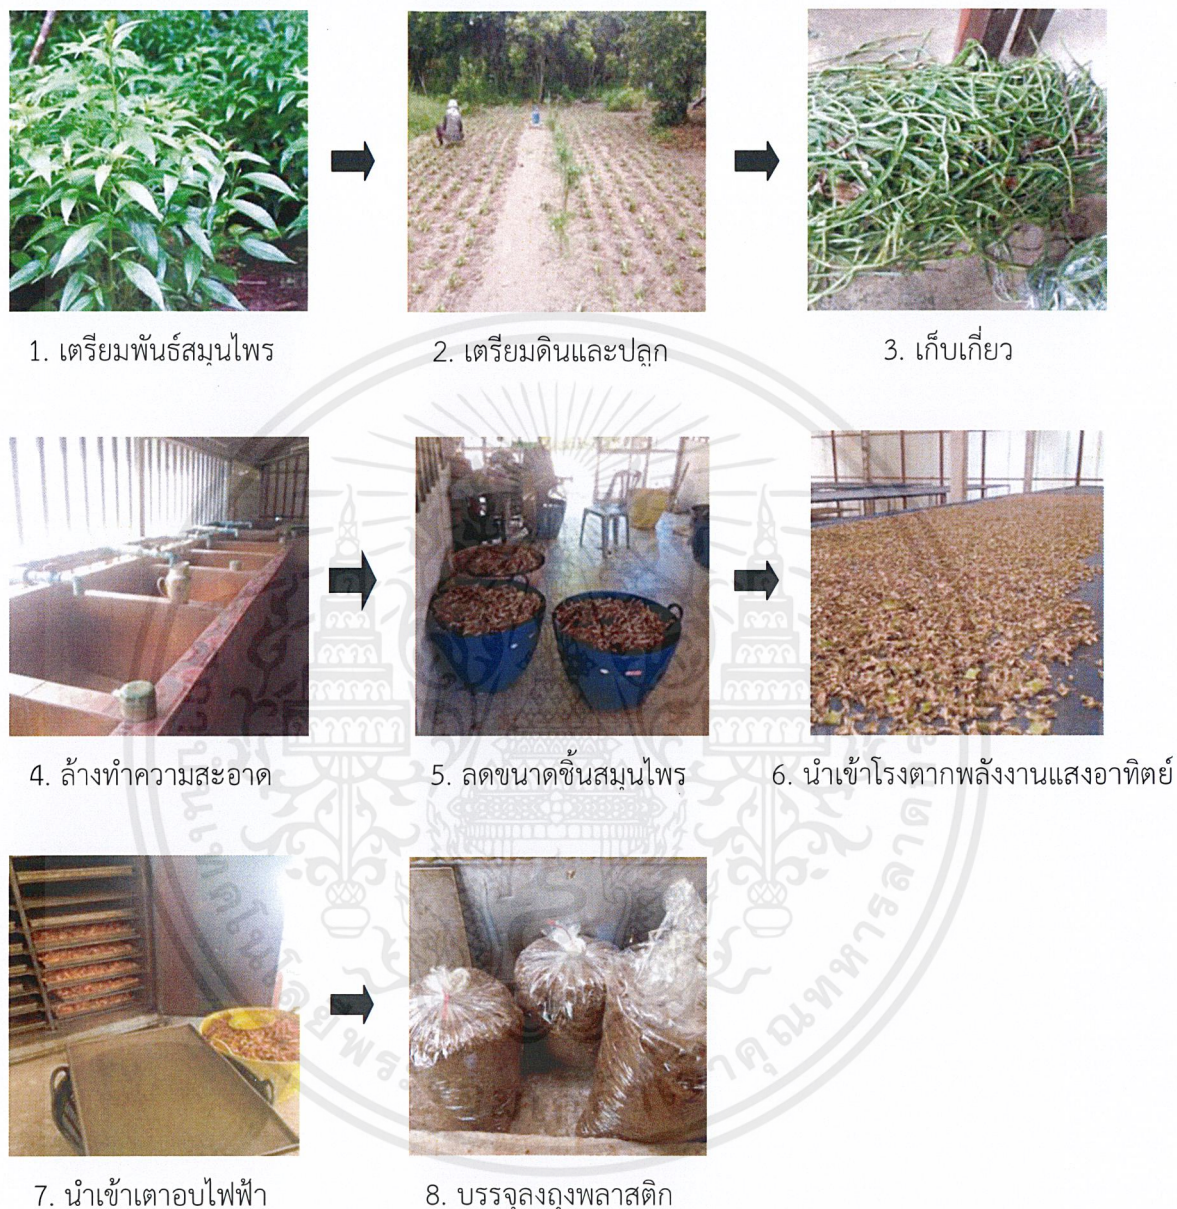 1. เตรียมพันธ์สมุนไพร
2. เตรียมดินและปลูก
3. เก็บเกี่ยว
4. ล้างทำความสะอาด
5. ลดขนาดชิ้นสมุนไพร
6. นำเข้าโรงตากพลังงานแสงอาทิตย์
7. นำเข้าเตาอบไฟฟ้า
8. บรรจุลงถุงพลาสติก